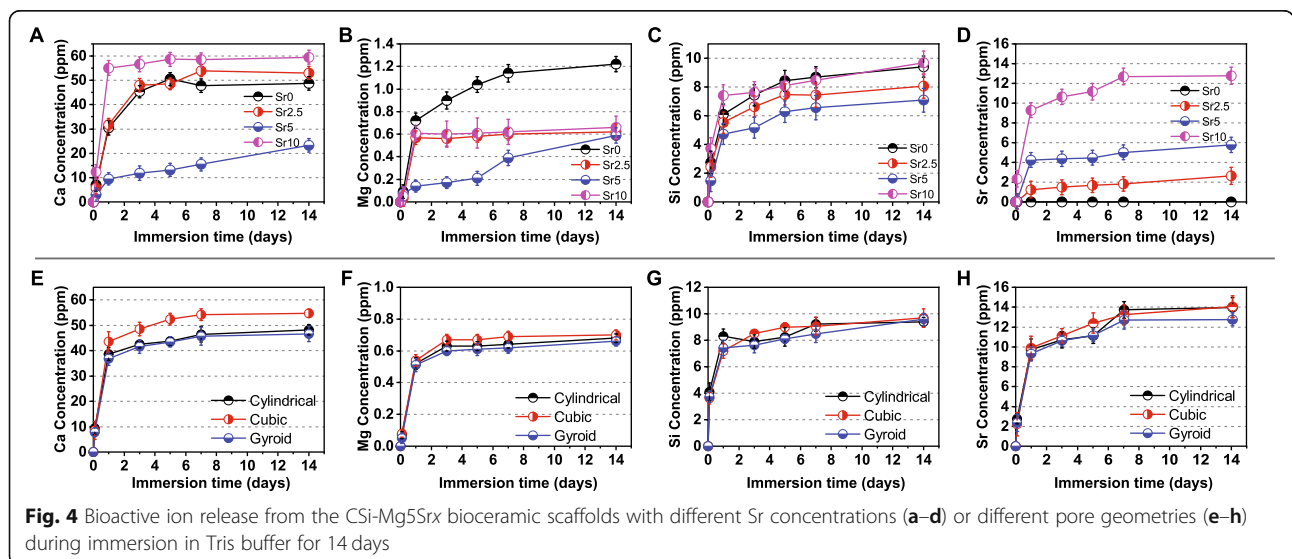 A
Ca Concentration (ppm)
60
50
40
30
20
10
0
Sr0
Sr2.5
Sr5
Sr10
0 2 4 6 8 10 12 14
Immersion time (days)
B
Mg Concentration (ppm)
1.4
1.2
1.0
0.8
0.6
0.4
0.2
0.0
Sr0
Sr2.5
Sr5
Sr10
0 2 4 6 8 10 12 14
Immersion time (days)
C
Si Concentration (ppm)
10
8
6
4
2
0
Sr0
Sr2.5
Sr5
Sr10
0 2 4 6 8 10 12 14
Immersion time (days)
D
Sr Concentration (ppm)
16
14
12
10
8
6
4
2
0
Sr0
Sr2.5
Sr5
Sr10
0 2 4 6 8 10 12 14
Immersion time (days)
E
Ca Concentration (ppm)
60
50
40
30
20
10
0
Cylindrical
Cubic
Gyroid
0 2 4 6 8 10 12 14
Immersion time (days)
F
Mg Concentration (ppm)
1.0
0.8
0.6
0.4
0.2
0.0
Cylindrical
Cubic
Gyroid
0 2 4 6 8 10 12 14
Immersion time (days)
G
Si Concentration (ppm)
12
10
8
6
4
2
0
Cylindrical
Cubic
Gyroid
0 2 4 6 8 10 12 14
Immersion time (days)
H
Sr Concentration (ppm)
16
14
12
10
8
6
4
2
0
Cylindrical
Cubic
Gyroid
0 2 4 6 8 10 12 14
Immersion time (days)
Fig. 4 Bioactive ion release from the CSi-Mg5Srx bioceramic scaffolds with different Sr concentrations (a–d) or different pore geometries (e–h)
during immersion in Tris buffer for 14 days